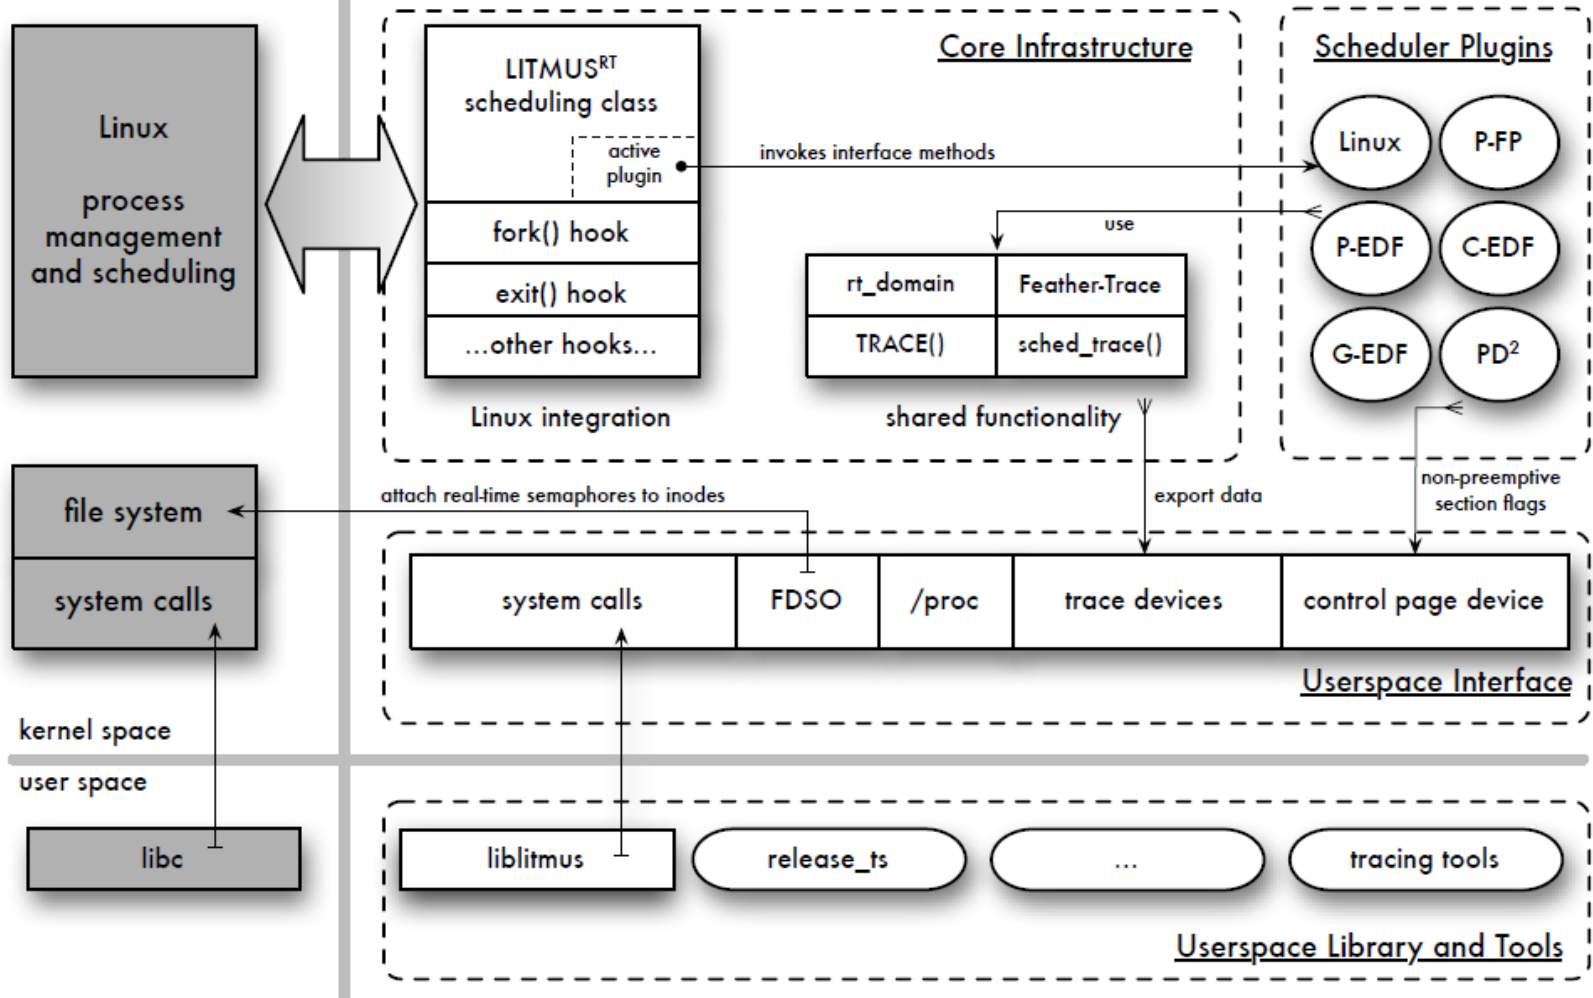 Linux
process
management
and scheduling
LITMUSᴿᵀ
scheduling class
active
plugin
fork() hook
exit() hook
...other hooks...
Linux integration
Core Infrastructure
invokes interface methods
use
rt_domain
Feather-Trace
TRACE()
sched_trace()
shared functionality
Scheduler Plugins
Linux
P-FP
P-EDF
C-EDF
G-EDF
PD²
file system
system calls
attach real-time semaphores to inodes
export data
non-preemptive
section flags
system calls
FDSO
/proc
trace devices
control page device
Userspace Interface
kernel space
user space
libc
liblitmus
release_ts
...
tracing tools
Userspace Library and Tools